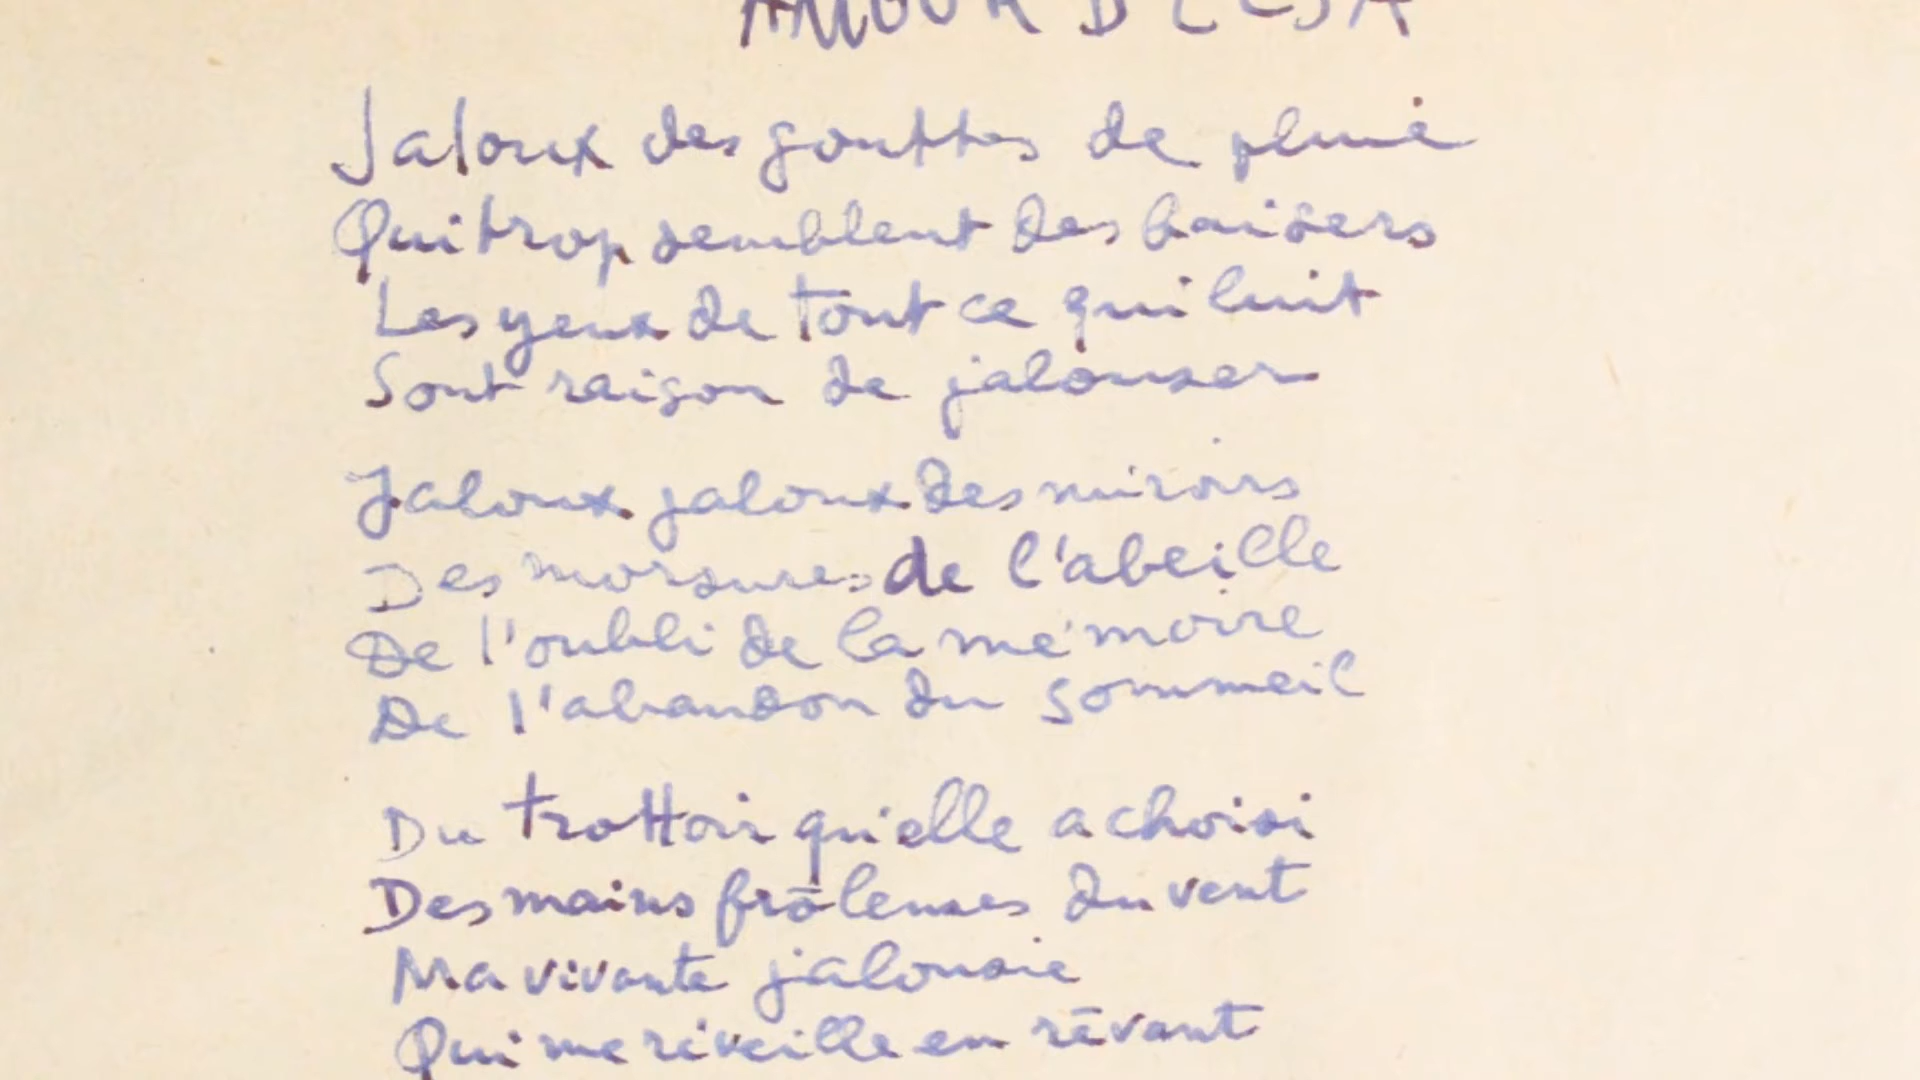 AMOUR D'ELSA
Jaloux des gouttes de pluie
Qui trop semblent des baisers
Les yeux de tout ce qui luit
Sont raison de jalouser
Jaloux jaloux des miroirs
Des morsures de l'abeille
De l'oubli de la mémoire
De l'abandon du sommeil
Du trottoir qu'elle a choisi
Des mains frôleuses du vent
Ma vivante jalousie
Qui me réveille en rêvant